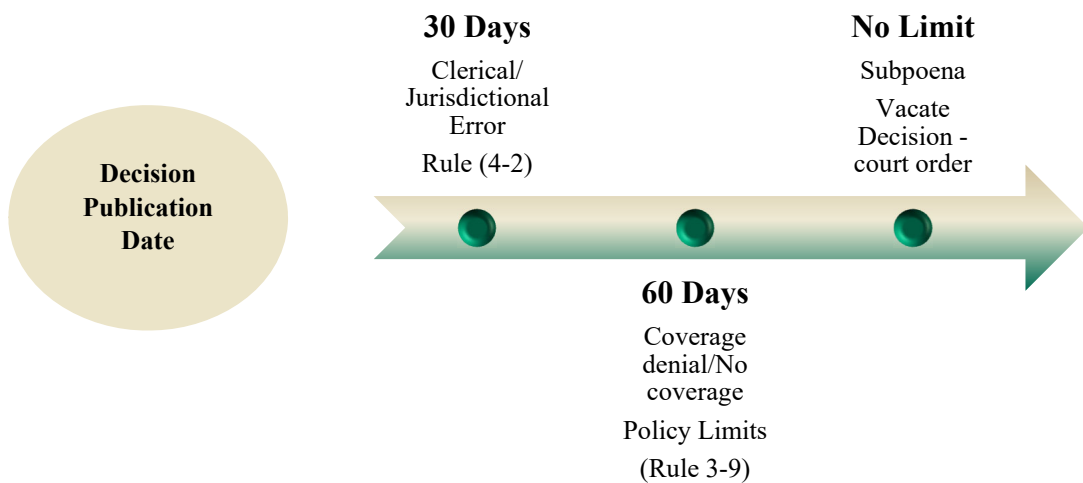 Decision
Publication
Date
30 Days
Clerical/
Jurisdictional
Error
Rule (4-2)
60 Days
Coverage
denial/No
coverage
Policy Limits
(Rule 3-9)
No Limit
Subpoena
Vacate
Decision -
court order